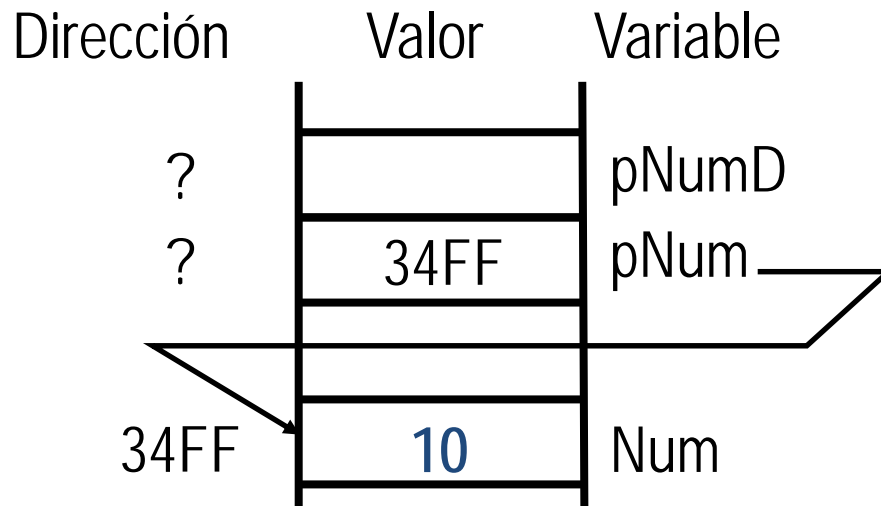 Dirección Valor Variable
? pNumD
? 34FF pNum
34FF 10 Num